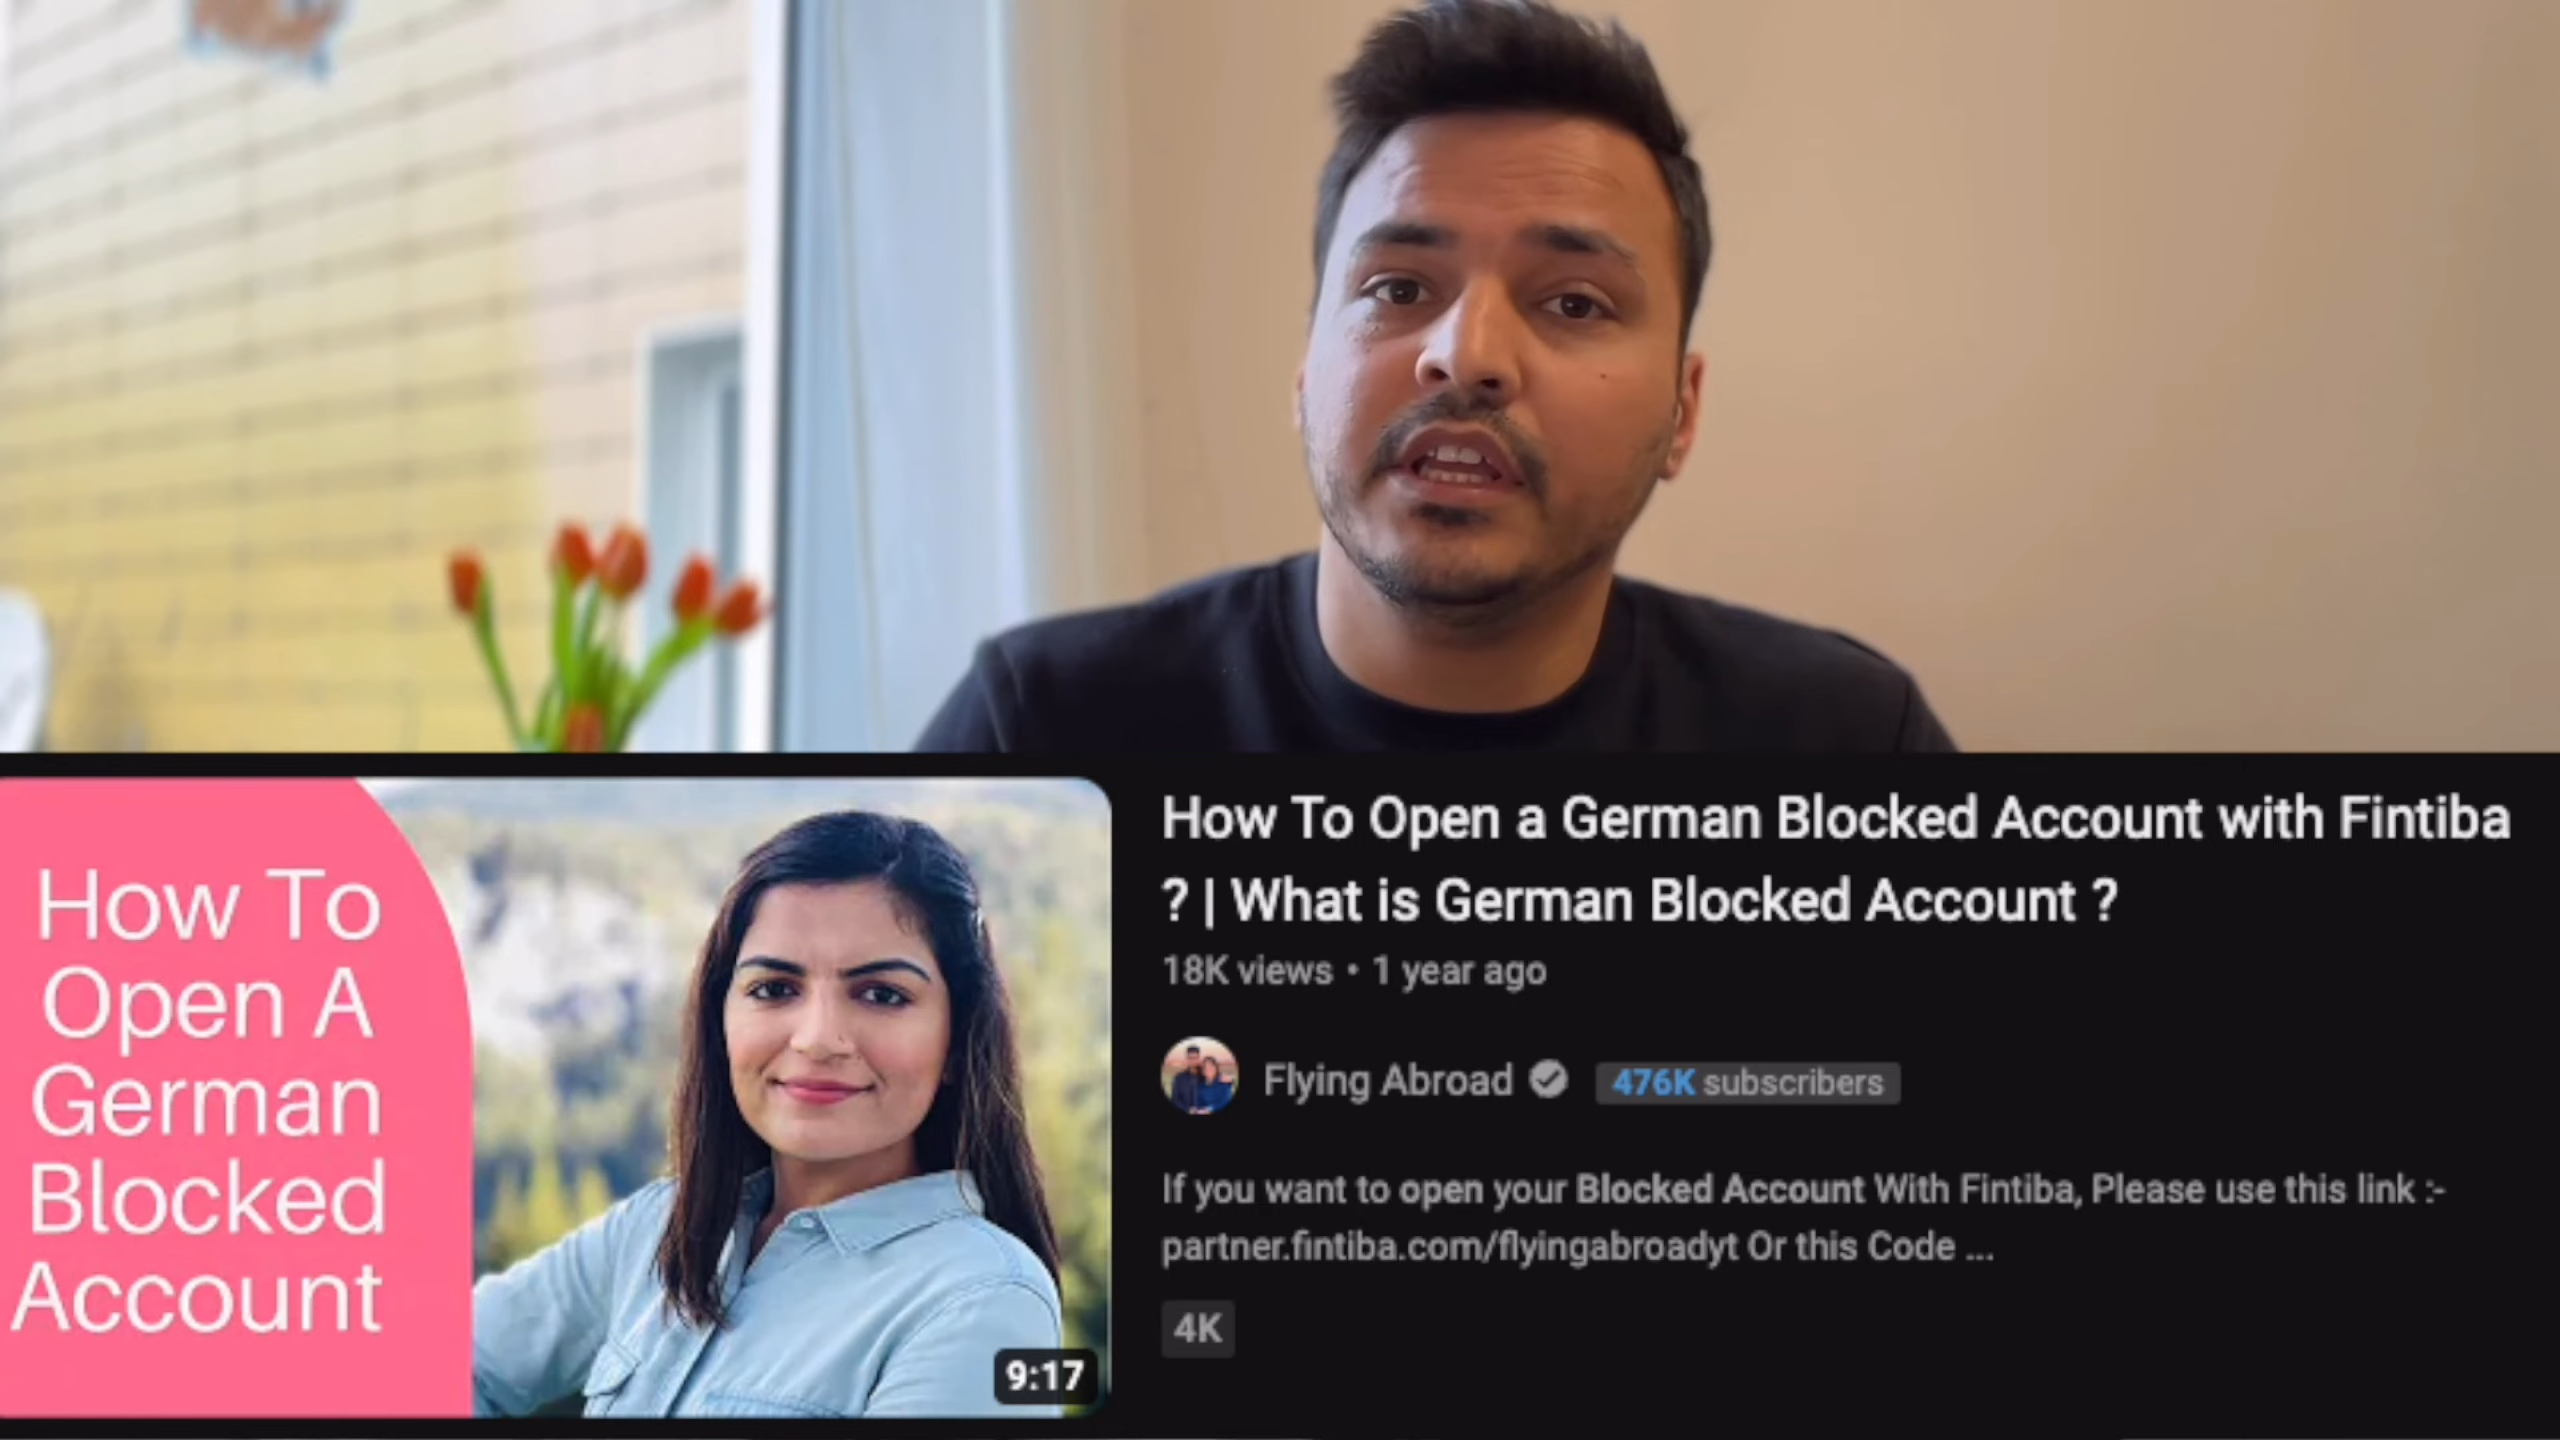 How To
Open A
German
Blocked
Account
9:17
How To Open a German Blocked Account with Fintiba
? | What is German Blocked Account ?
18K views • 1 year ago
Flying Abroad
476K subscribers
If you want to open your Blocked Account With Fintiba, Please use this link :-
partner.fintiba.com/flyingabroadyt Or this Code ...
4K